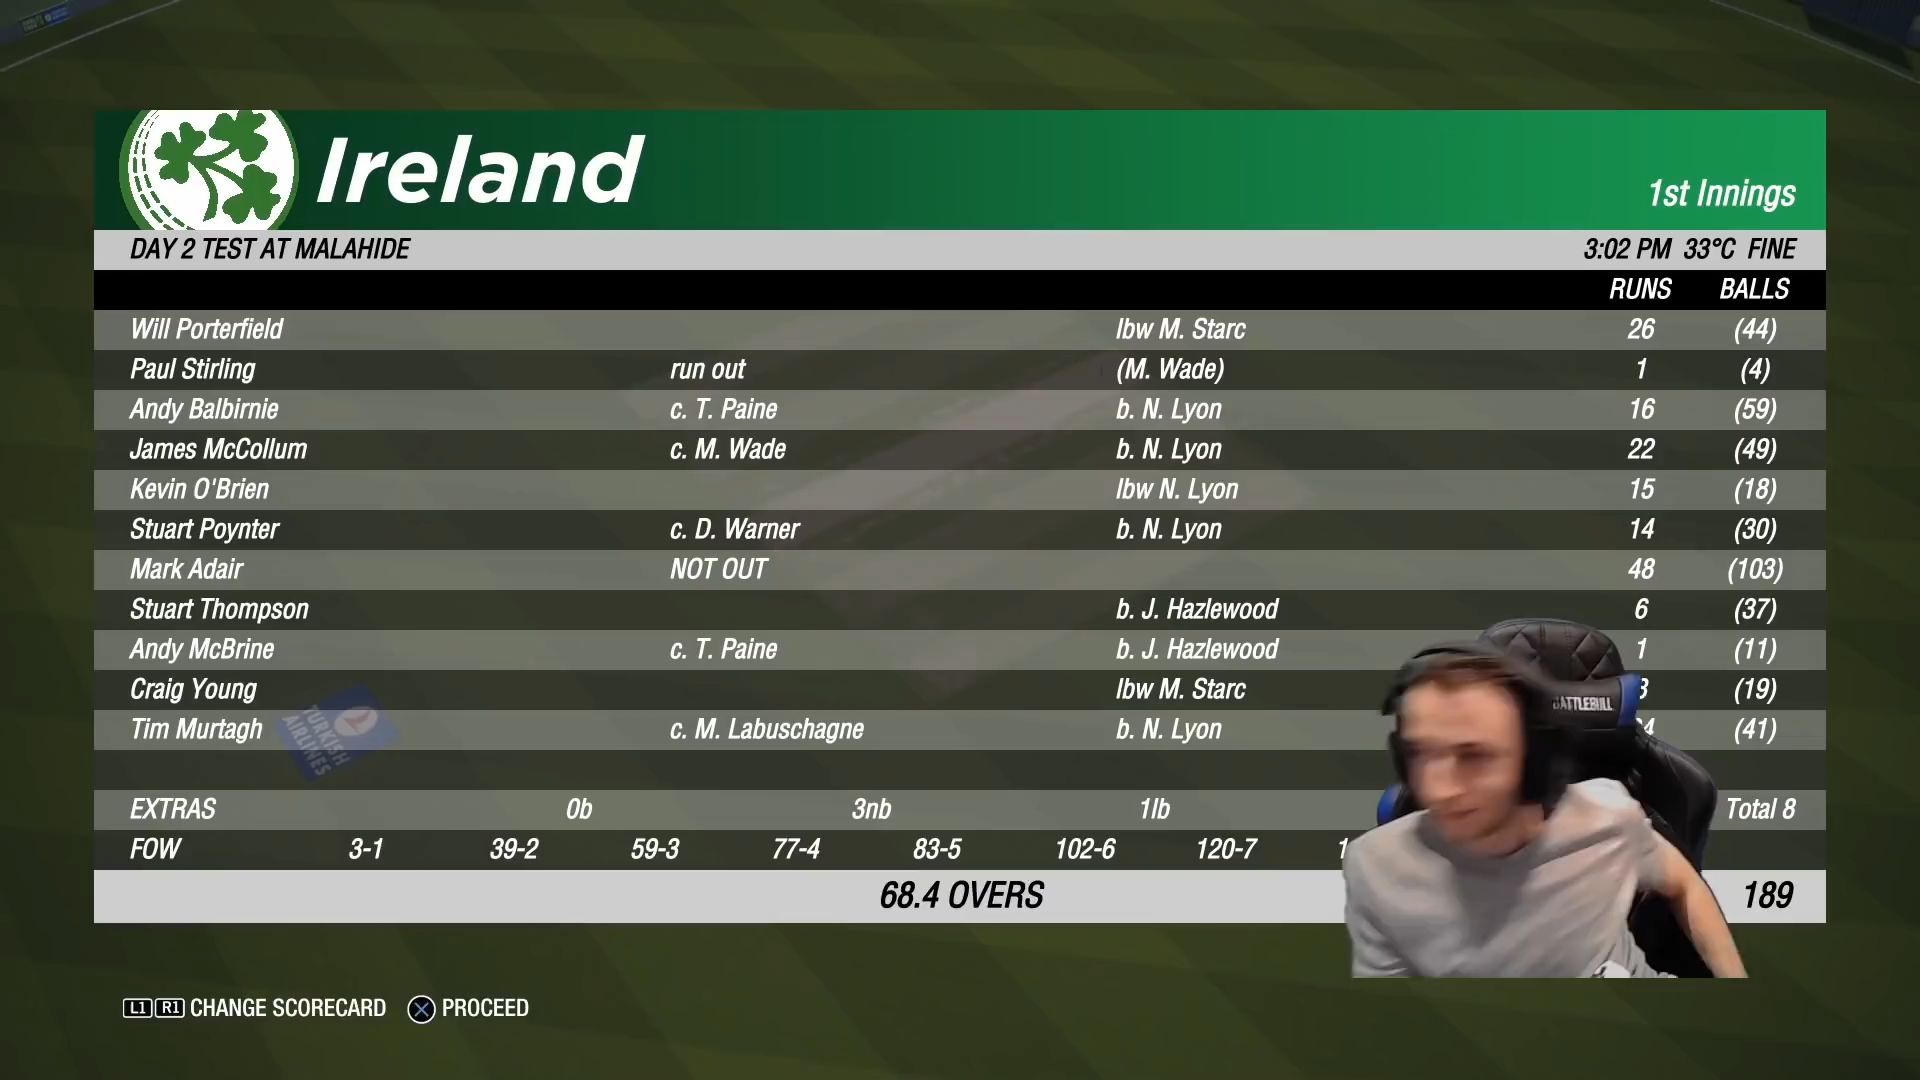 Ireland
1st Innings
DAY 2 TEST AT MALAHIDE 3:02 PM 33°C FINE
RUNS BALLS
Will Porterfield lbw M. Starc 26 (44)
Paul Stirling run out (M. Wade) 1 (4)
Andy Balbirnie c. T. Paine b. N. Lyon 16 (59)
James McCollum c. M. Wade b. N. Lyon 22 (49)
Kevin O'Brien lbw N. Lyon 15 (18)
Stuart Poynter c. D. Warner b. N. Lyon 14 (30)
Mark Adair NOT OUT 48 (103)
Stuart Thompson b. J. Hazlewood 6 (37)
Andy McBrine c. T. Paine b. J. Hazlewood 1 (11)
Craig Young lbw M. Starc (19)
Tim Murtagh c. M. Labuschagne b. N. Lyon (41)
TURKISH AIRLINES
BATTLEBULL
EXTRAS 0b 3nb 1lb Total 8
FOW 3-1 39-2 59-3 77-4 83-5 102-6 120-7
68.4 OVERS 189
L1 R1 CHANGE SCORECARD PROCEED